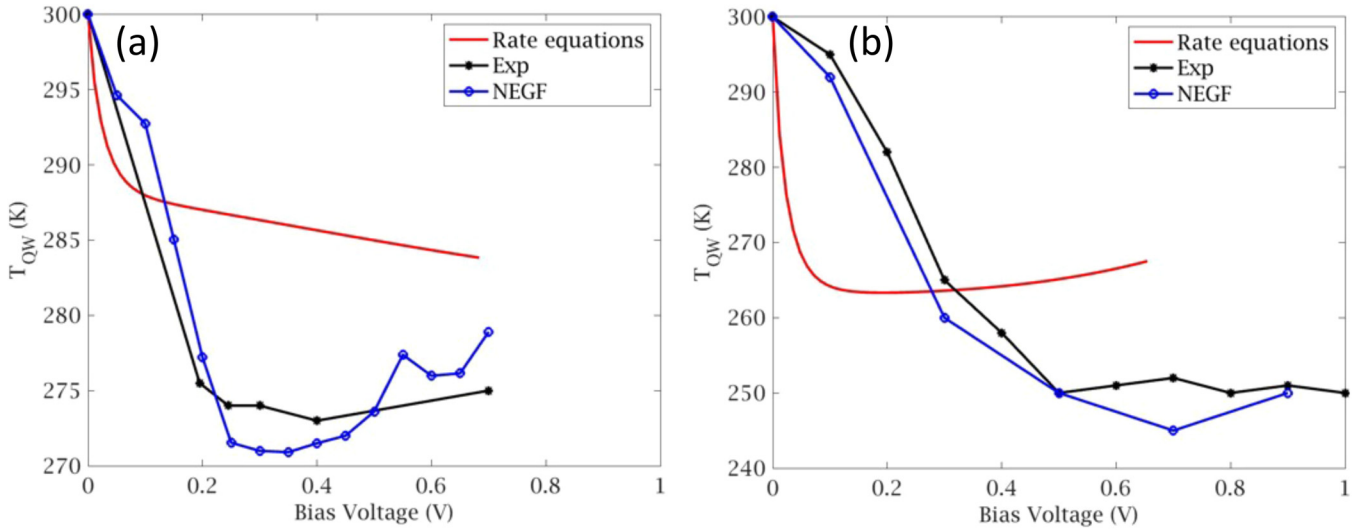 (a)
Rate equations
Exp
NEGF
300
295
290
285
280
275
270
T_QW (K)
0
0.2
0.4
0.6
0.8
1
Bias Voltage (V)
(b)
Rate equations
Exp
NEGF
300
290
280
270
260
250
240
T_QW (K)
0
0.2
0.4
0.6
0.8
1
Bias Voltage (V)